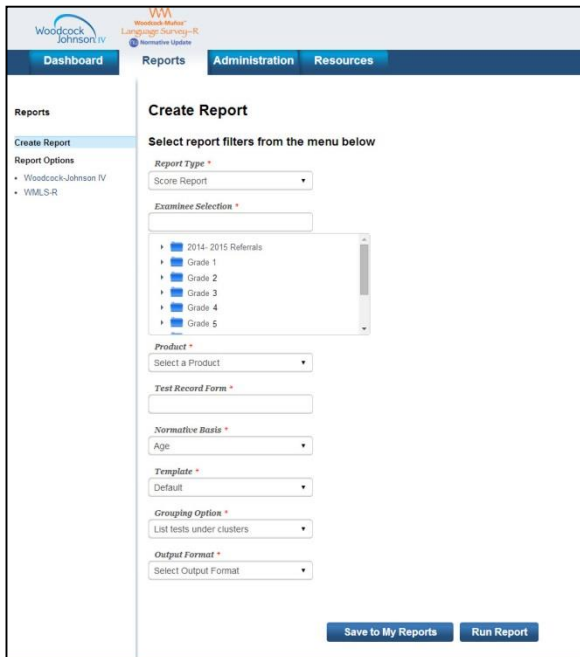 Woodcock
Johnson IV
Woodcock-Muñoz
Language Survey–R
NU Normative Update
Dashboard Reports Administration Resources
Reports
Create Report
Report Options
• Woodcock-Johnson IV
• WMLS-R
Create Report
Select report filters from the menu below
Report Type *
Score Report
Examinee Selection *
2014- 2015 Referrals
Grade 1
Grade 2
Grade 3
Grade 4
Grade 5
Product *
Select a Product
Test Record Form *
Normative Basis *
Age
Template *
Default
Grouping Option *
List tests under clusters
Output Format *
Select Output Format
Save to My Reports Run Report